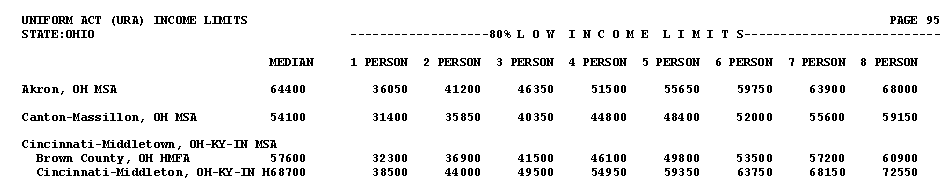 UNIFORM ACT (URA) INCOME LIMITS PAGE 95
STATE:OHIO -------------------80% L O W I N C O M E L I M I T S---------------------------
MEDIAN 1 PERSON 2 PERSON 3 PERSON 4 PERSON 5 PERSON 6 PERSON 7 PERSON 8 PERSON
Akron, OH MSA 64400 36050 41200 46350 51500 55650 59750 63900 68000
Canton-Massillon, OH MSA 54100 31400 35850 40350 44800 48400 52000 55600 59150
Cincinnati-Middletown, OH-KY-IN MSA
Brown County, OH HMFA 57600 32300 36900 41500 46100 49800 53500 57200 60900
Cincinnati-Middleton, OH-KY-IN H68700 38500 44000 49500 54950 59350 63750 68150 72550